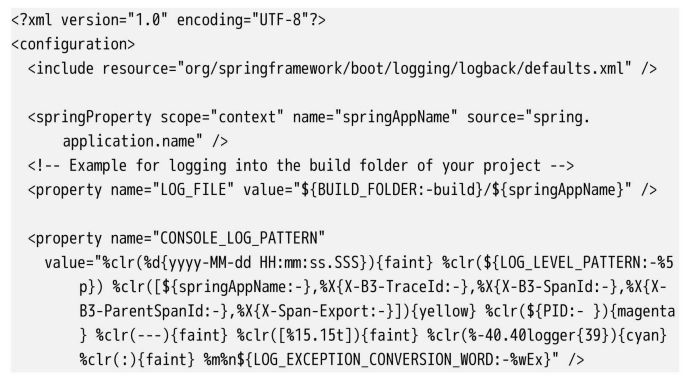 <?xml version="1.0" encoding="UTF-8"?>
<configuration>
  <include resource="org/springframework/boot/logging/logback/defaults.xml" />

  <springProperty scope="context" name="springAppName" source="spring.
      application.name" />
  <!-- Example for logging into the build folder of your project -->
  <property name="LOG_FILE" value="${BUILD_FOLDER:-build}/${springAppName}" />

  <property name="CONSOLE_LOG_PATTERN"
    value="%clr(%d{yyyy-MM-dd HH:mm:ss.SSS}){faint} %clr(${LOG_LEVEL_PATTERN:-%5
        p}) %clr([${springAppName:-},%X{X-B3-TraceId:-},%X{X-B3-SpanId:-},%X{X-
        B3-ParentSpanId:-},%X{X-Span-Export:-}]){yellow} %clr(${PID:- }){magenta
        } %clr(---){faint} %clr([%15.15t]){faint} %clr(%-40.40logger{39}){cyan}
        %clr(:){faint} %m%n${LOG_EXCEPTION_CONVERSION_WORD:-%wEx}" />